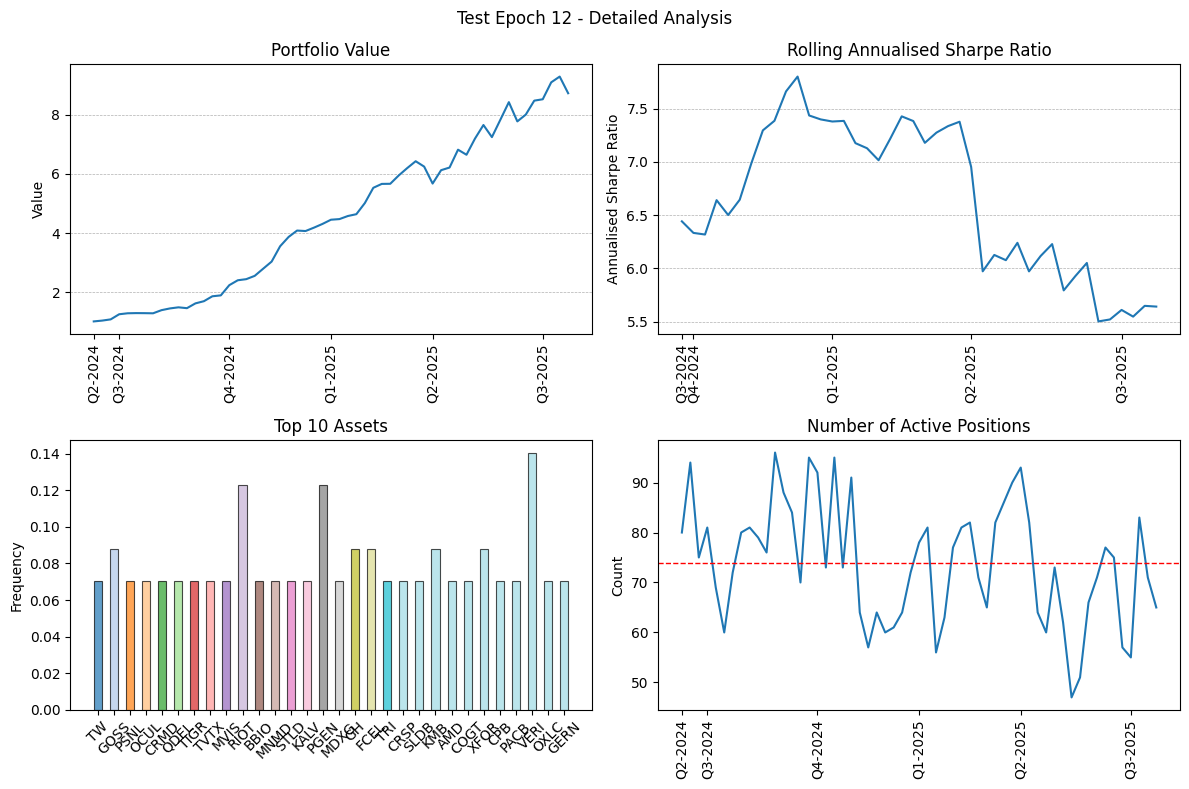 Test Epoch 12 - Detailed Analysis
Portfolio Value
Value
8
6
4
2
Q2-2024
Q3-2024
Q4-2024
Q1-2025
Q2-2025
Q3-2025
Rolling Annualised Sharpe Ratio
Annualised Sharpe Ratio
7.5
7.0
6.5
6.0
5.5
Q3-2024
Q4-2024
Q1-2025
Q2-2025
Q3-2025
Top 10 Assets
Frequency
0.14
0.12
0.10
0.08
0.06
0.04
0.02
0.00
TW
GOSS
PSNL
OCUL
CRMD
QDEL
TIGR
TVTX
MVIS
RIOT
BBIO
MNMD
STLD
KALV
PGEN
MDXG
GH
FCEL
TRI
CRSP
SLDB
KMB
AMD
COGT
XFOR
CPB
PACB
VERI
OXLC
GERN
Number of Active Positions
Count
90
80
70
60
50
Q2-2024
Q3-2024
Q4-2024
Q1-2025
Q2-2025
Q3-2025